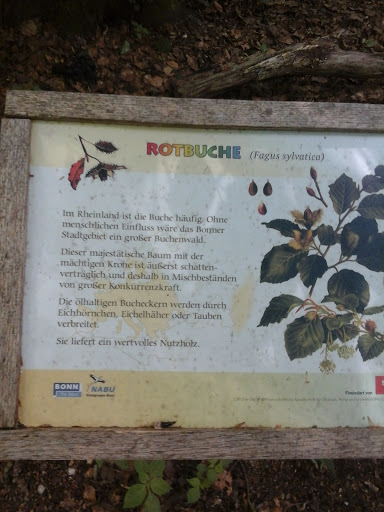 ROTBUCHE (Fagus sylvatica)
Im Rheinland ist die Buche häufig. Ohne
menschlichen Einfluss wäre das Bonner
Stadtgebiet ein großer Buchenwald.
Dieser majestätische Baum mit der
mächtigen Krone ist äußerst schatten-
verträglich und deshalb in Mischbeständen
von großer Konkurrenzkraft.
Die ölhaltigen Bucheckern werden durch
Eichhörnchen, Eichelhäher oder Tauben
verbreitet.
Sie liefert ein wertvolles Nutzholz.
BONN
NABU
Finanziert von